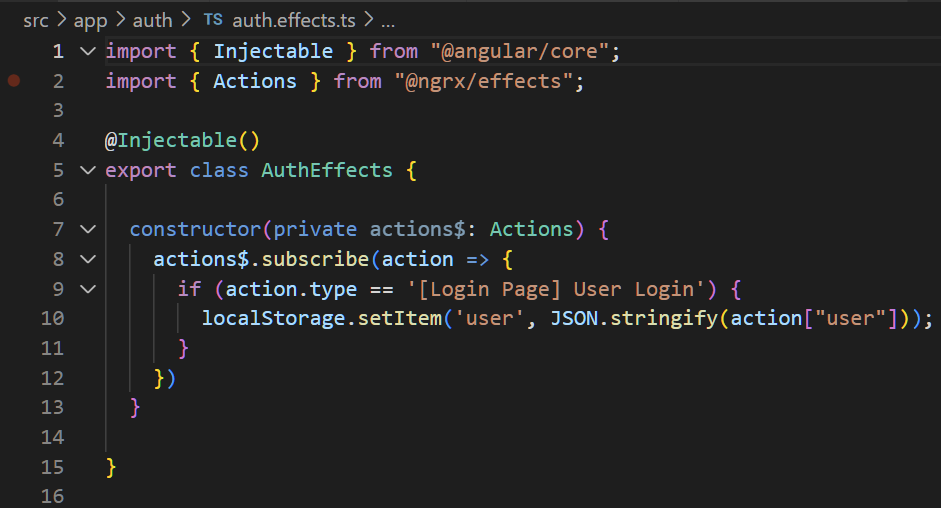 src > app > auth > TS auth.effects.ts > ...
1 import { Injectable } from "@angular/core";
2 import { Actions } from "@ngrx/effects";
3
4 @Injectable()
5 export class AuthEffects {
6
7 constructor(private actions$: Actions) {
8 actions$.subscribe(action => {
9 if (action.type == '[Login Page] User Login') {
10 localStorage.setItem('user', JSON.stringify(action["user"]));
11 }
12 })
13 }
14
15 }
16